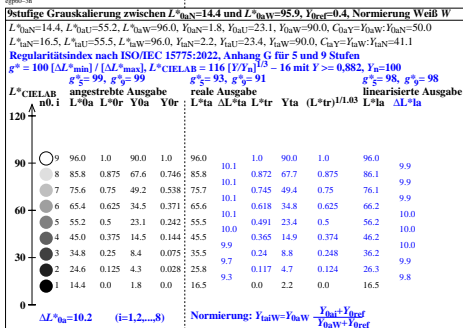 9stufige Grauskalierung zwischen L*0aN=14.4 und L*0aW=95.9, Y0ref=0.4, Normierung Weiß W
L*0aN=14.4, L*0aU=55.2, L*0aW=96.0, Y0aN=1.8, Y0aU=23.1, Y0aW=90.0, C0aY=Y0aW:Y0aN=50.0
L*taN=16.5, L*taU=55.5, L*taW=96.0, YtaN=2.2, YtaU=23.4, YtaW=90.0, CtaY=YtaW:YtaN=41.1
Regularitätsindex nach ISO/IEC 15775:2022, Anhang G für 5 und 9 Stufen
g* = 100 [ΔL*min] / [ΔL*max], L*CIELAB = 116 [Y/Yn]1/3 − 16 mit Y >= 0,882, Yn=100
g*5= 99, g*9= 99 g*5= 93, g*9= 91 g*5= 98, g*9= 98
L*CIELAB angestrebte Ausgabe reale Ausgabe linearisierte Ausgabe
n0. i L*0a L*0r Y0a Y0r L*ta ΔL*ta L*tr Yta (L*tr)1/1.03 L*la ΔL*la
120
9 96.0 1.0 90.0 1.0 96.0 1.0 90.0 1.0 96.0
10.1 9.9
8 85.8 0.875 67.6 0.746 85.8 0.872 67.7 0.875 86.1
10.1 9.9
90
7 75.6 0.75 49.2 0.538 75.7 0.745 49.4 0.75 76.1
10.1 9.9
6 65.4 0.625 34.5 0.371 65.6 0.618 34.8 0.625 66.2
10.1 10.0
60
5 55.2 0.5 23.1 0.242 55.5 0.491 23.4 0.5 56.2
10.1 10.0
4 45.0 0.375 14.5 0.144 45.5 0.365 14.9 0.374 46.2
9.9 10.0
3 34.8 0.25 8.4 0.075 35.5 0.24 8.8 0.248 36.2
9.7 9.9
30
2 24.6 0.125 4.3 0.028 25.8 0.117 4.7 0.124 26.3
9.3 9.8
1 14.4 0.0 1.8 0.0 16.5 0.0 2.2 0.0 16.5
0
ΔL*0a=10.2 (i=1,2,...,8) Normierung: YtaiW=Y0aW Y0ai+Y0ref
Y0aW+Y0ref